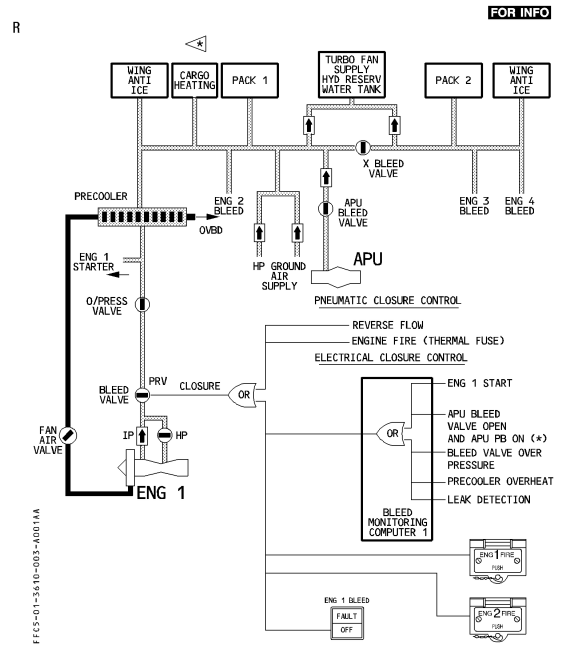 FOR INFO
R
*
WING
ANTI
ICE
CARGO
HEATING
PACK 1
TURBO FAN
SUPPLY
HYD RESERV
WATER TANK
PACK 2
WING
ANTI
ICE
X BLEED
VALVE
PRECOOLER
ENG 2
BLEED
APU
BLEED
VALVE
ENG 3
BLEED
ENG 4
BLEED
OVBD
ENG 1
STARTER
HP GROUND
AIR
SUPPLY
APU
PNEUMATIC CLOSURE CONTROL
O/PRESS
VALVE
REVERSE FLOW
ENGINE FIRE (THERMAL FUSE)
ELECTRICAL CLOSURE CONTROL
PRV
BLEED
VALVE
CLOSURE
OR
ENG 1 START
APU BLEED
VALVE OPEN
AND APU PB ON (*)
OR
FAN
AIR
VALVE
IP
HP
BLEED VALVE OVER
PRESSURE
PRECOOLER OVERHEAT
LEAK DETECTION
ENG 1
BLEED
MONITORING
COMPUTER 1
ENG 1 FIRE
PUSH
ENG 1 BLEED
FAULT
OFF
ENG 2 FIRE
PUSH
FFC5-01-3610-003-A001AA